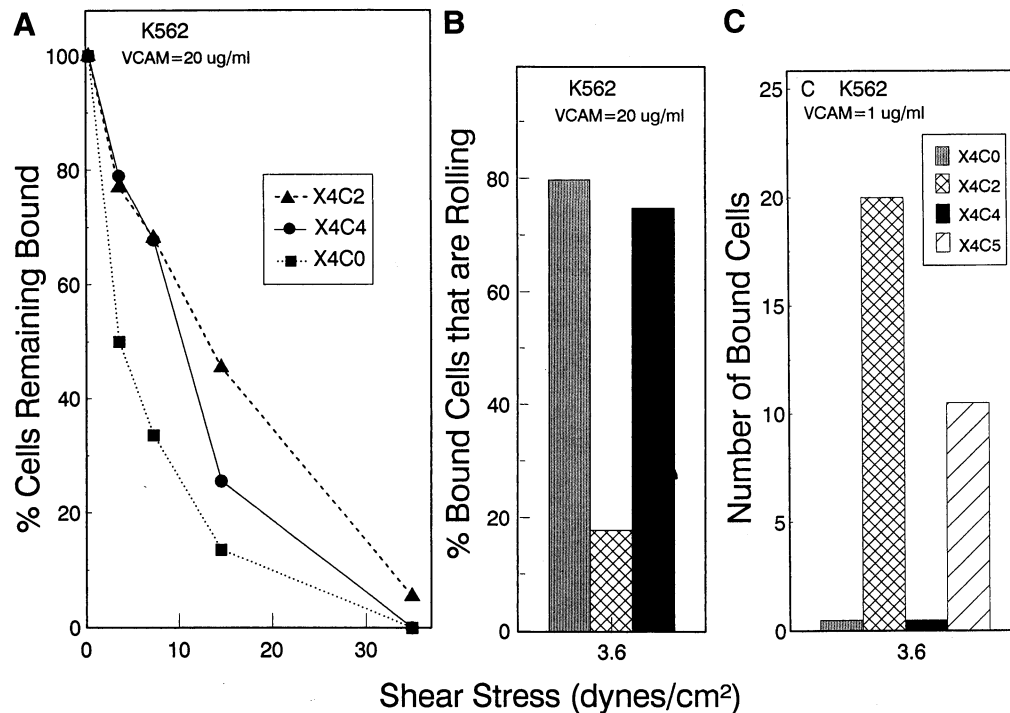 A
K562
VCAM=20 ug/ml
% Cells Remaining Bound
100
80
60
40
20
0
X4C2
X4C4
X4C0
0
10
20
30
B
K562
VCAM=20 ug/ml
% Bound Cells that are Rolling
80
60
40
20
0
3.6
C
C K562
VCAM=1 ug/ml
Number of Bound Cells
25
20
15
10
5
0
X4C0
X4C2
X4C4
X4C5
3.6
Shear Stress (dynes/cm²)